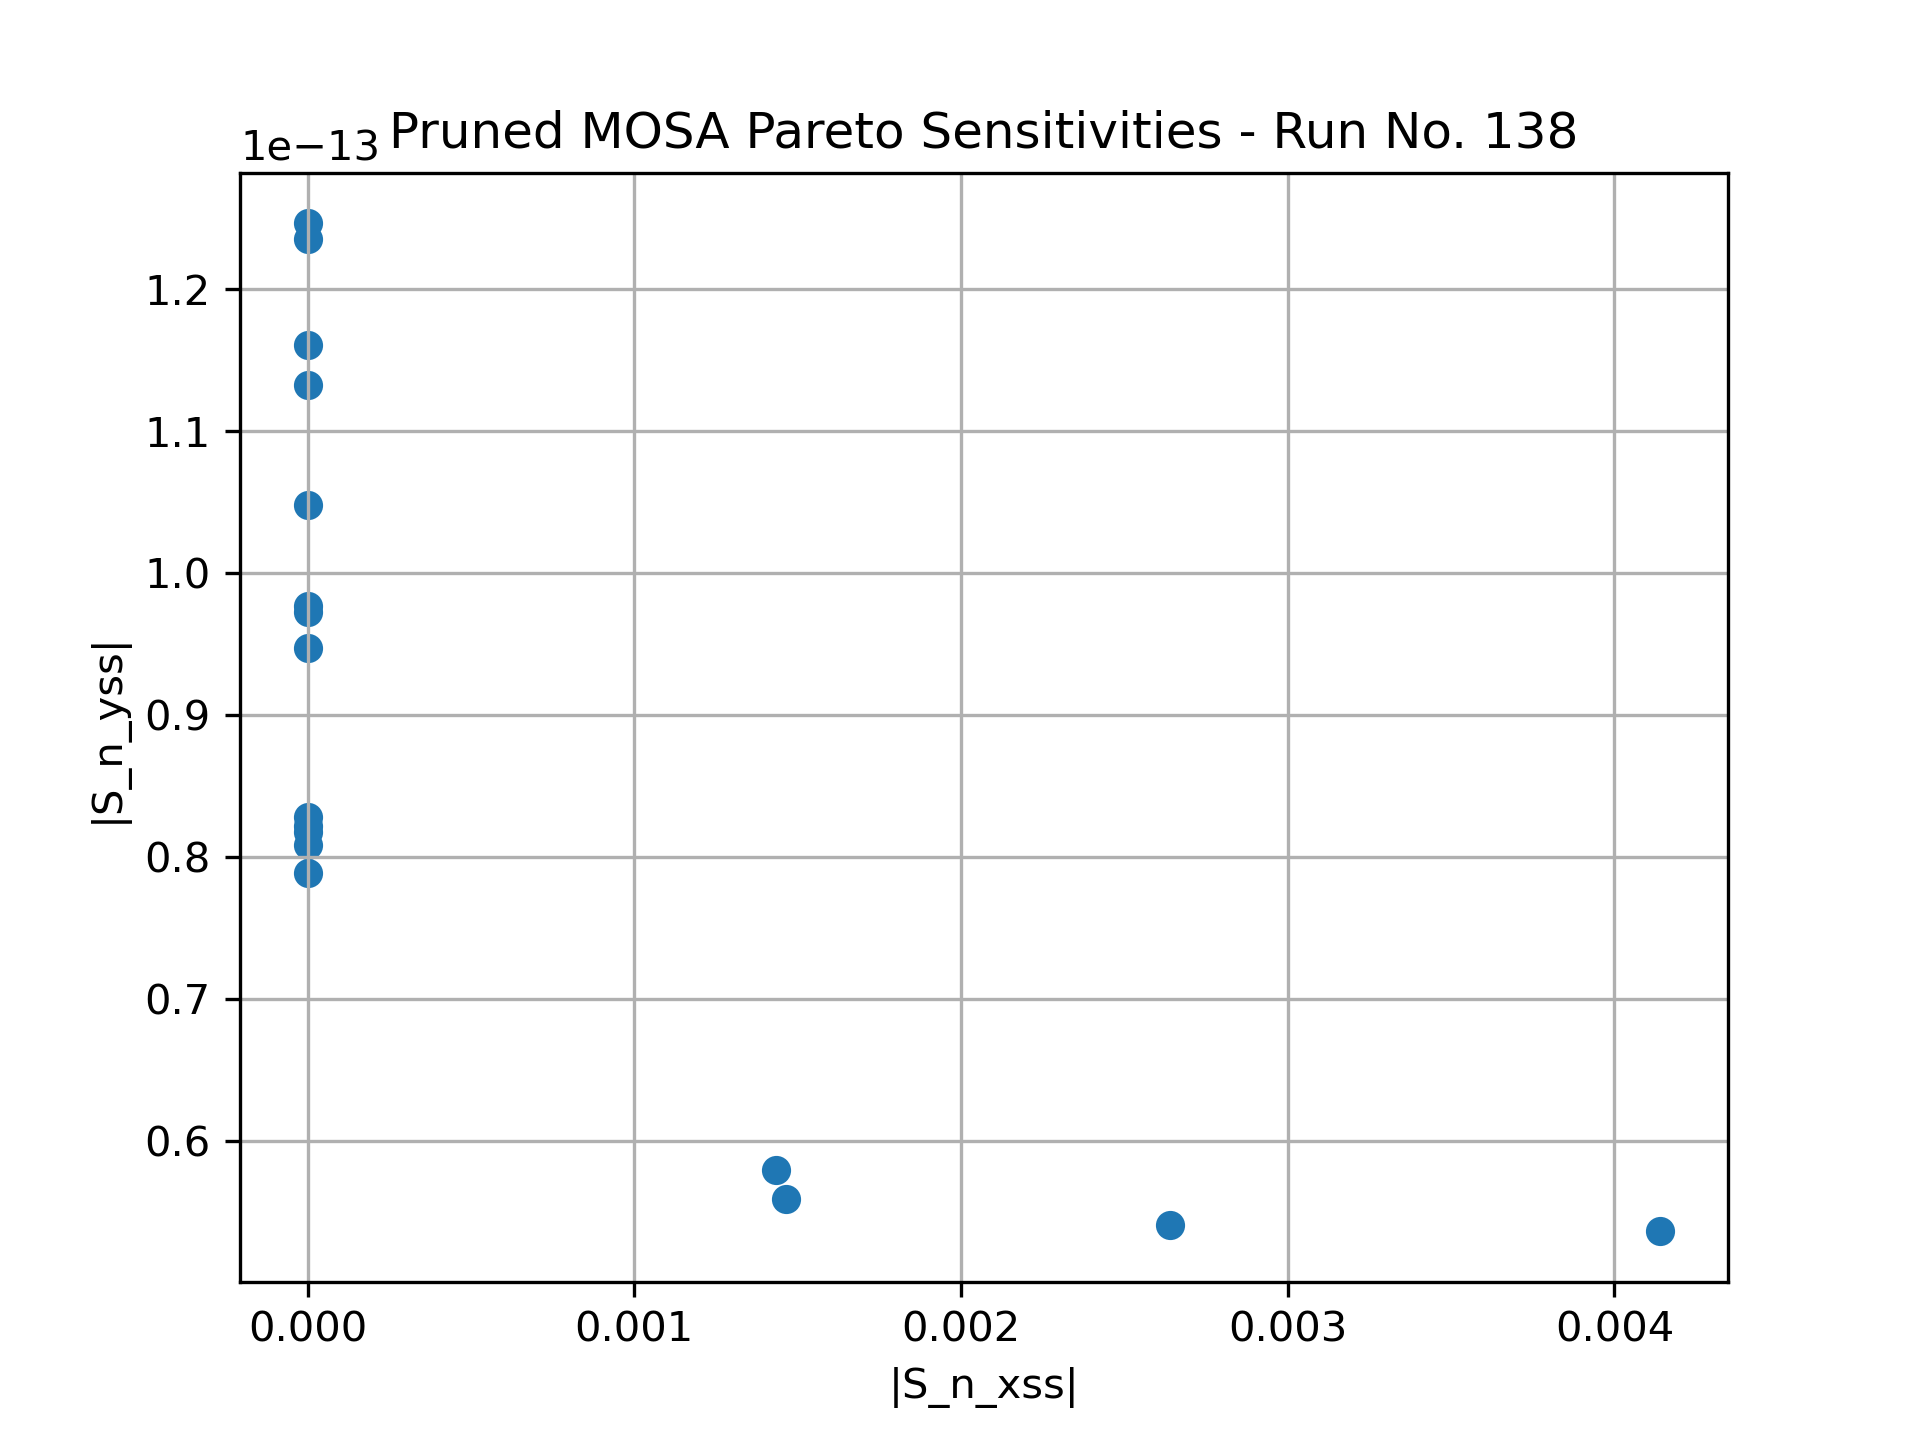 Pruned MOSA Pareto Sensitivities - Run No. 138
1e−13
1.2
1.1
1.0
0.9
0.8
0.7
0.6
|S_n_yss|
0.000 0.001 0.002 0.003 0.004
|S_n_xss|